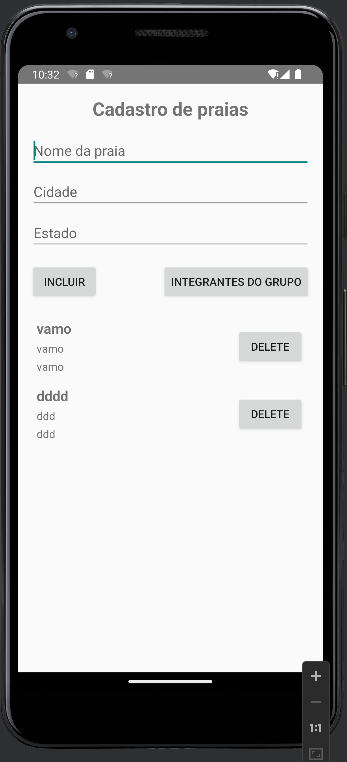 10:32
Cadastro de praias
Nome da praia
Cidade
Estado
INCLUIR
INTEGRANTES DO GRUPO
vamo
vamo
DELETE
vamo
dddd
ddd
DELETE
ddd
1:1